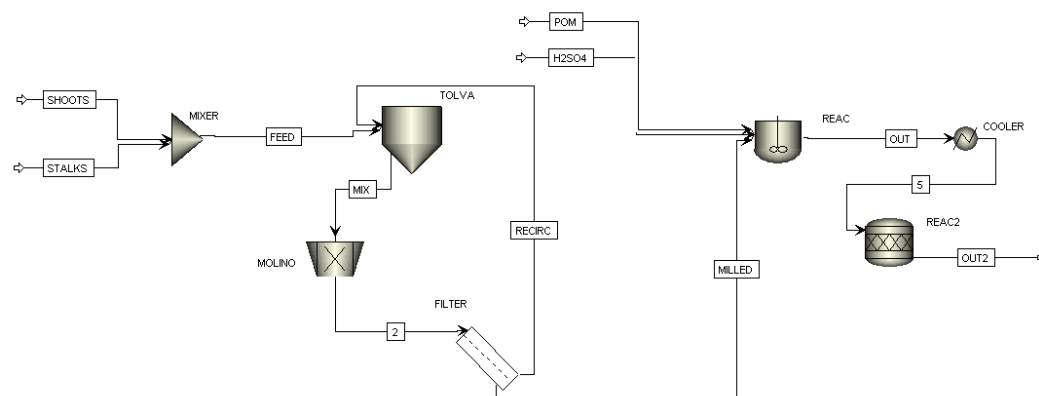 POM
H2SO4
TOLVA
SHOOTS
MIXER
REAC
COOLER
FEED
OUT
STALKS
5
MIX
REAC2
RECIRC
OUT2
MOLINO
MILLED
FILTER
2